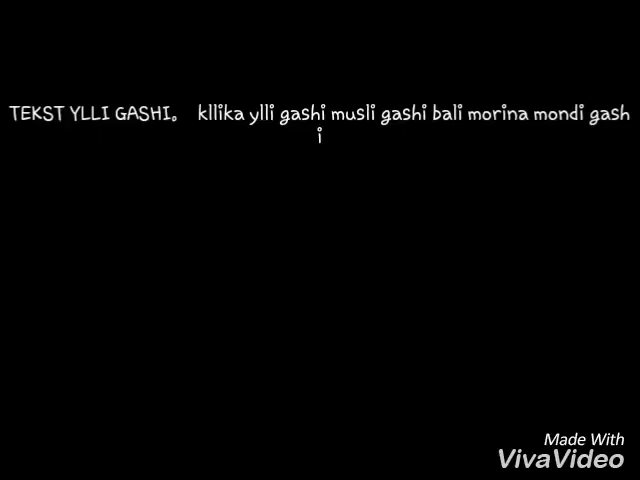 TEKST YLLI GASHI。 kllika ylli gashi musli gashi bali morina mondi gash
i
Made With
VivaVideo